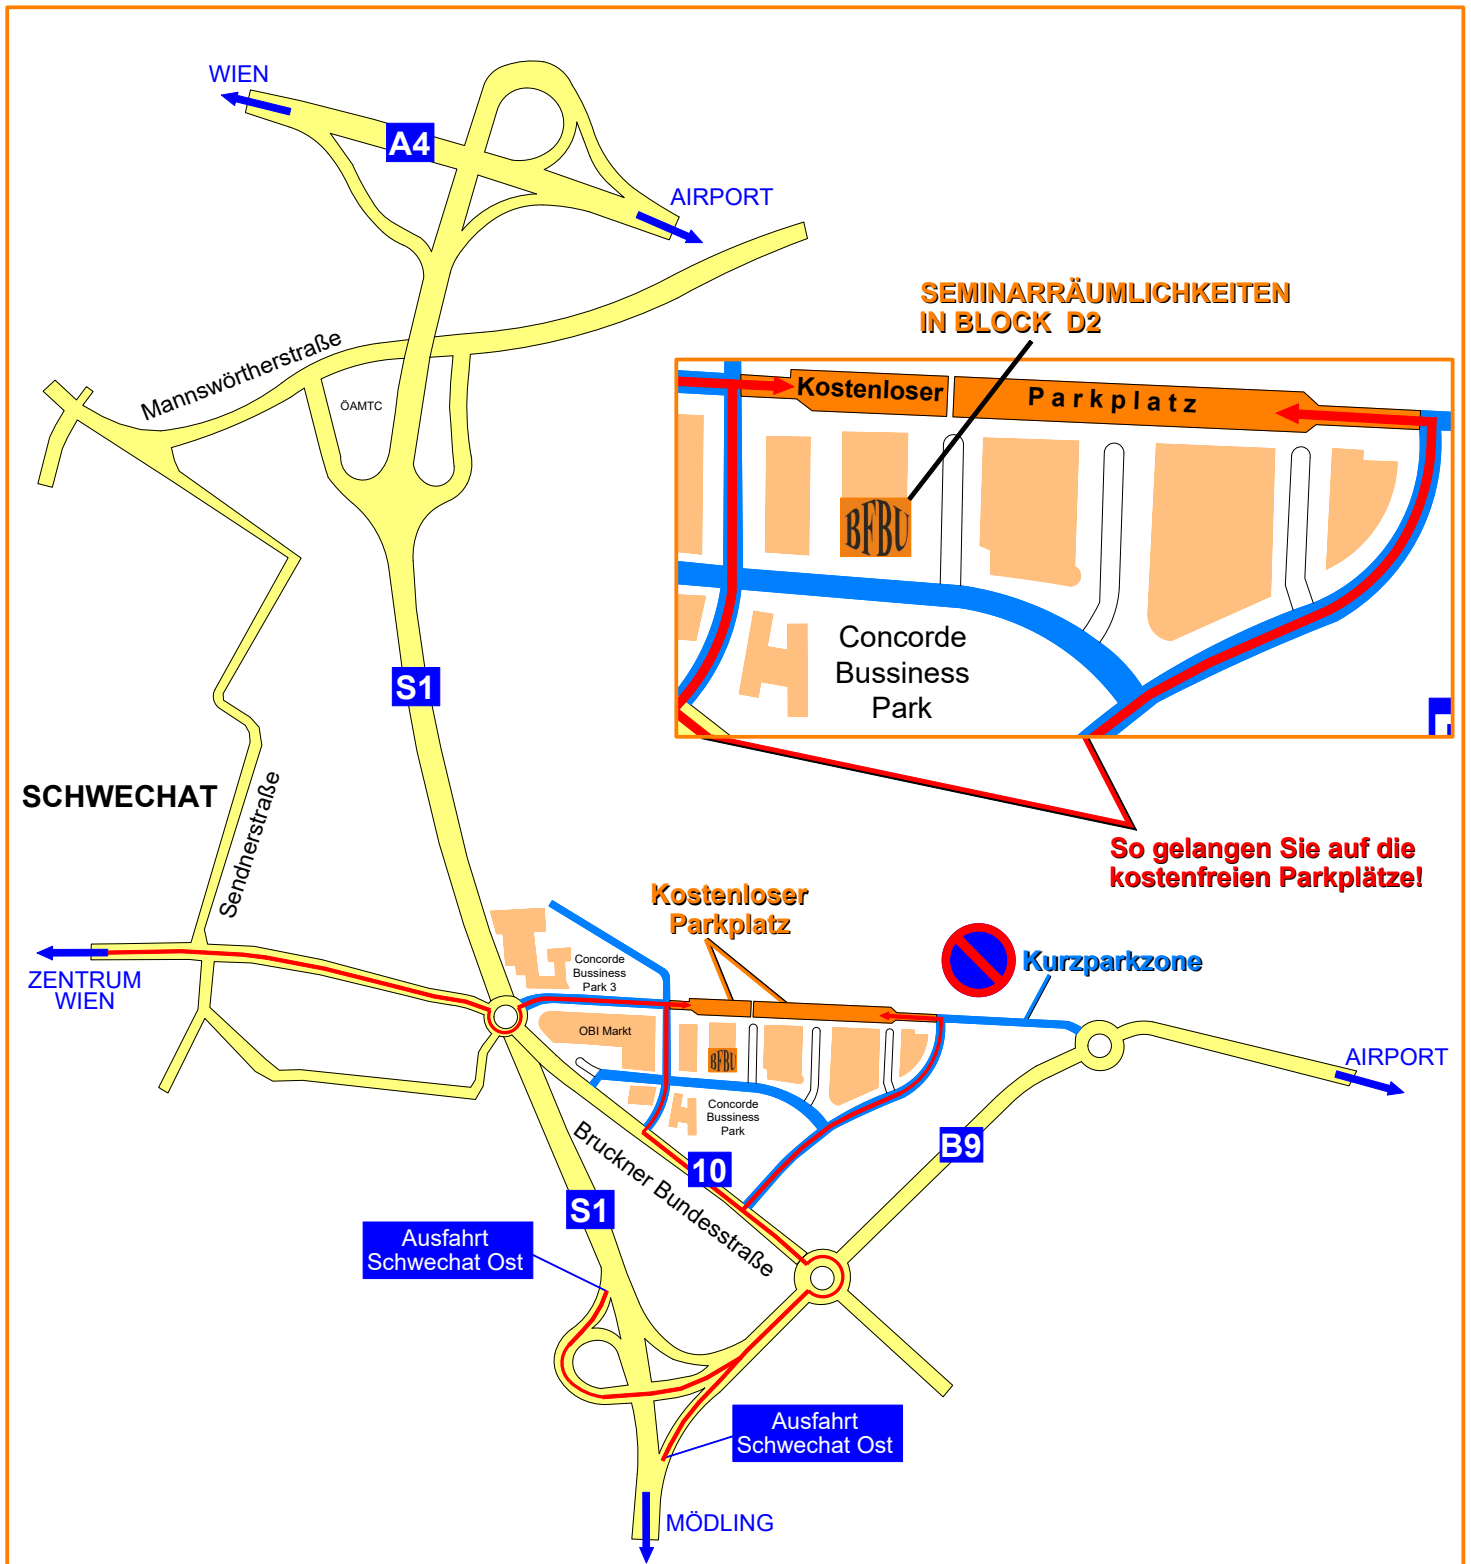 WIEN
A4
AIRPORT
SEMINARRÄUMLICHKEITEN
IN BLOCK D2
Mannswörtherstraße
ÖAMTC
Kostenloser
Parkplatz
BFBU
Concorde
Bussiness
Park
S1
SCHWECHAT
Sendnerstraße
So gelangen Sie auf die
kostenfreien Parkplätze!
Kostenloser
Parkplatz
Kurzparkzone
ZENTRUM
WIEN
Concorde
Bussiness
Park 3
OBI Markt
BFBU
AIRPORT
Concorde
Bussiness
Park
Bruckner Bundesstraße
10
B9
S1
Ausfahrt
Schwechat Ost
Ausfahrt
Schwechat Ost
MÖDLING